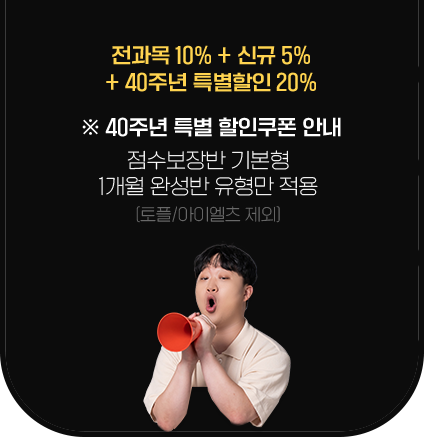 전과목 10% + 신규 5%
+ 40주년 특별할인 20%
※ 40주년 특별 할인쿠폰 안내
점수보장반 기본형
1개월 완성반 유형만 적용
(토플/아이엘츠 제외)